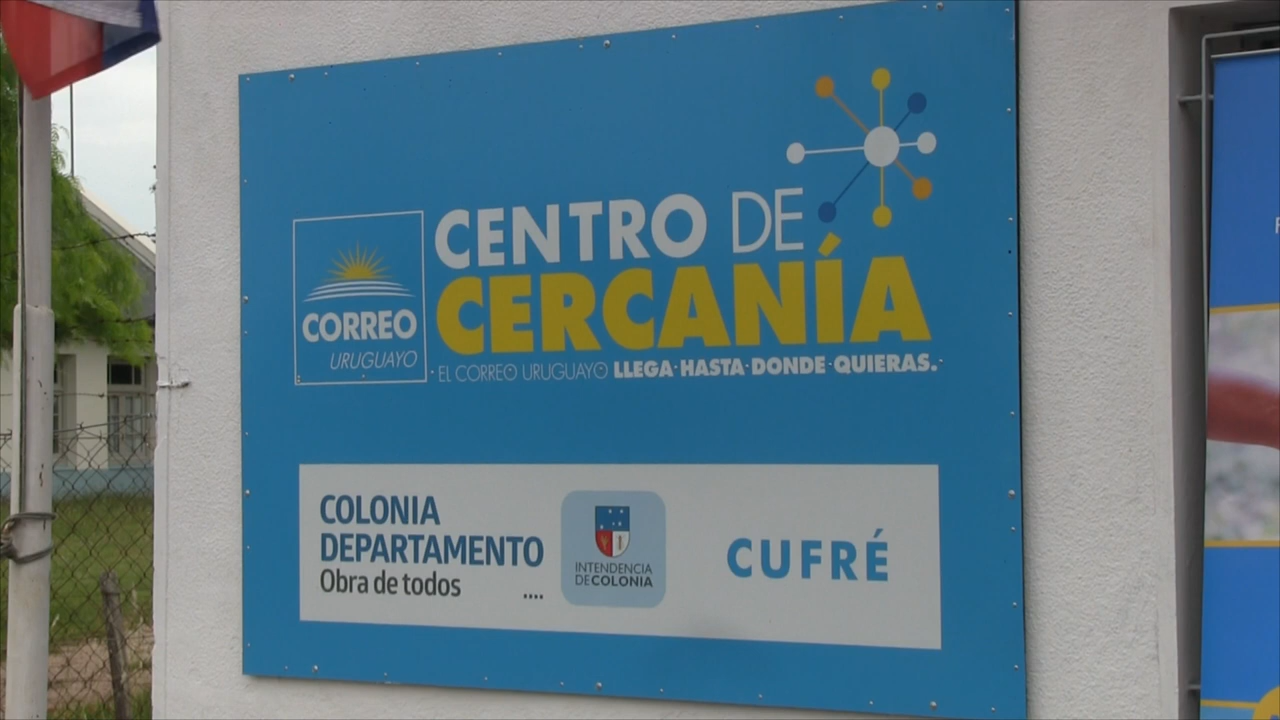 CENTRO DE
CERCANÍA
CORREO
URUGUAYO
EL CORREO URUGUAYO LLEGA HASTA DONDE QUIERAS.
COLONIA
DEPARTAMENTO
Obra de todos
....
INTENDENCIA
DE COLONIA
CUFRÉ